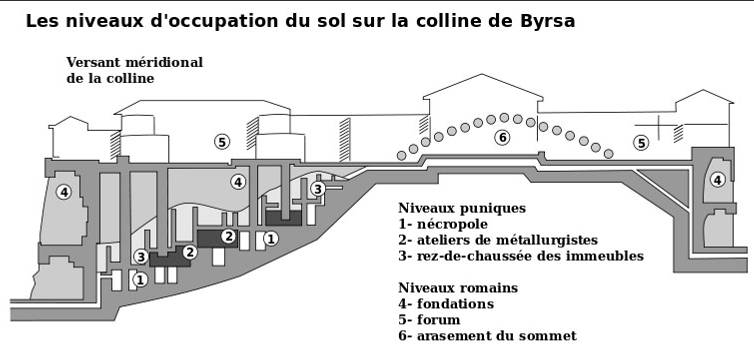 Les niveaux d'occupation du sol sur la colline de Byrsa
Versant méridional
de la colline
5
6
5
4
4
3
4
3
2
2
1
1
Niveaux puniques
1- nécropole
2- ateliers de métallurgistes
3- rez-de-chaussée des immeubles
Niveaux romains
4- fondations
5- forum
6- arasement du sommet